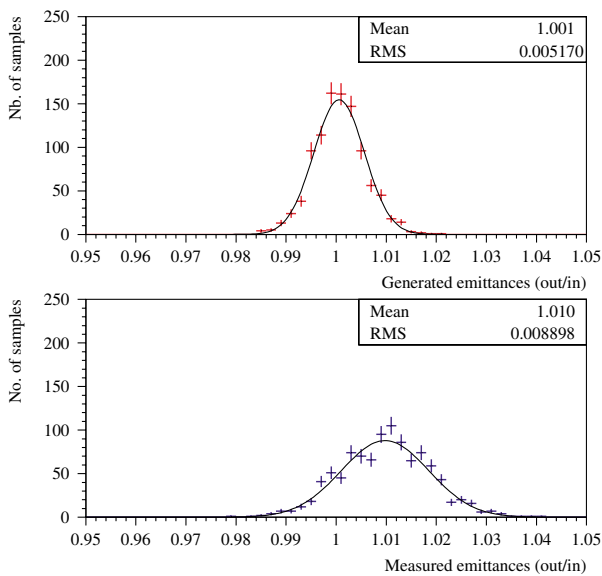 Nb. of samples
250
200
150
100
50
0
Mean 1.001
RMS 0.005170
0.95 0.96 0.97 0.98 0.99 1 1.01 1.02 1.03 1.04 1.05
Generated emittances (out/in)
No. of samples
250
200
150
100
50
0
Mean 1.010
RMS 0.008898
0.95 0.96 0.97 0.98 0.99 1 1.01 1.02 1.03 1.04 1.05
Measured emittances (out/in)